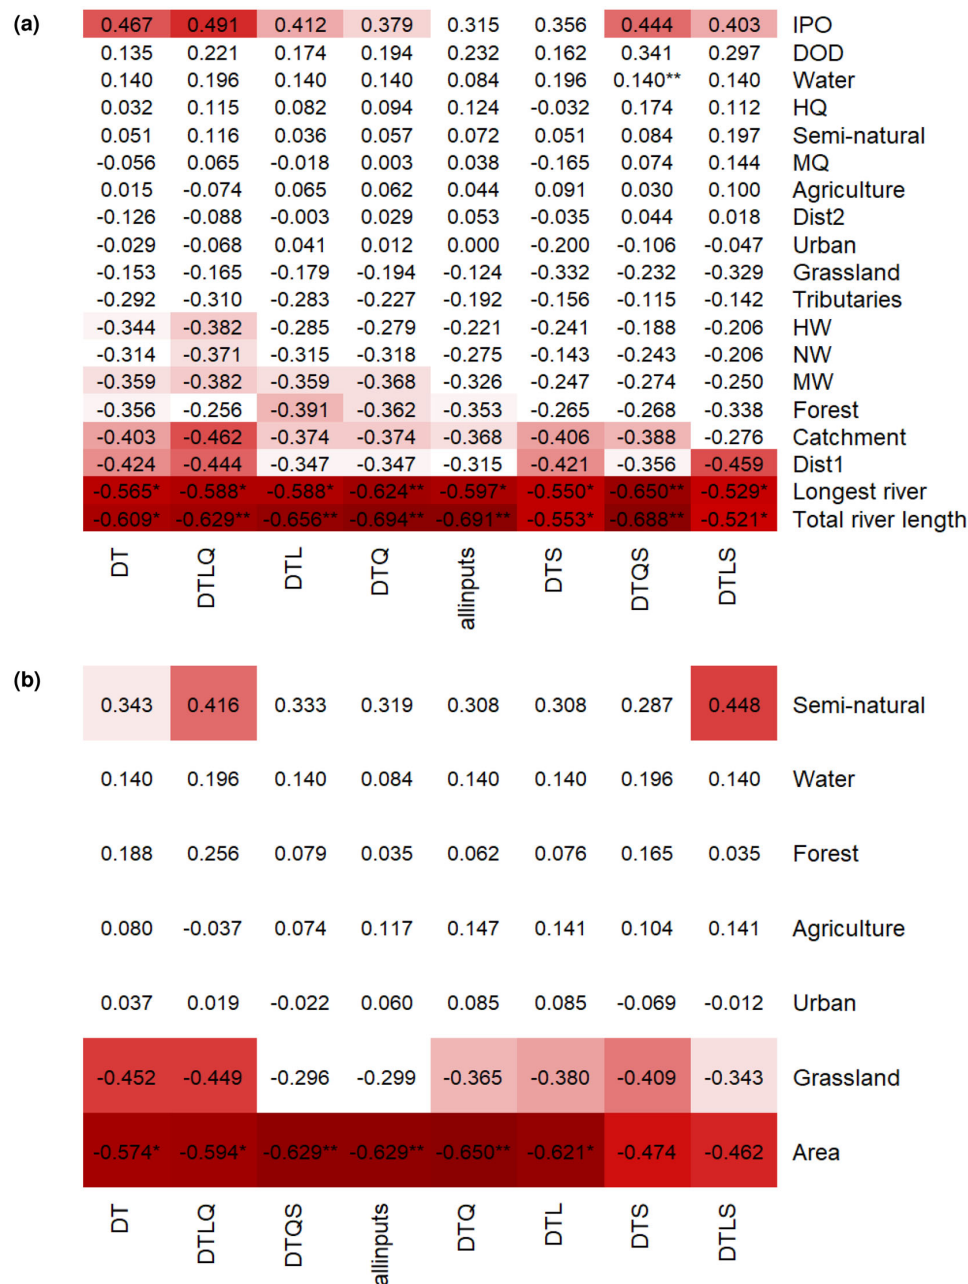 (a)
0.467 0.491 0.412 0.379 0.315 0.356 0.444 0.403 IPO
0.135 0.221 0.174 0.194 0.232 0.162 0.341 0.297 DOD
0.140 0.196 0.140 0.140 0.084 0.196 0.140** 0.140 Water
0.032 0.115 0.082 0.094 0.124 -0.032 0.174 0.112 HQ
0.051 0.116 0.036 0.057 0.072 0.051 0.084 0.197 Semi-natural
-0.056 0.065 -0.018 0.003 0.038 -0.165 0.074 0.144 MQ
0.015 -0.074 0.065 0.062 0.044 0.091 0.030 0.100 Agriculture
-0.126 -0.088 -0.003 0.029 0.053 -0.035 0.044 0.018 Dist2
-0.029 -0.068 0.041 0.012 0.000 -0.200 -0.106 -0.047 Urban
-0.153 -0.165 -0.179 -0.194 -0.124 -0.332 -0.232 -0.329 Grassland
-0.292 -0.310 -0.283 -0.227 -0.192 -0.156 -0.115 -0.142 Tributaries
-0.344 -0.382 -0.285 -0.279 -0.221 -0.241 -0.188 -0.206 HW
-0.314 -0.371 -0.315 -0.318 -0.275 -0.143 -0.243 -0.206 NW
-0.359 -0.382 -0.359 -0.368 -0.326 -0.247 -0.274 -0.250 MW
-0.356 -0.256 -0.391 -0.362 -0.353 -0.265 -0.268 -0.338 Forest
-0.403 -0.462 -0.374 -0.374 -0.368 -0.406 -0.388 -0.276 Catchment
-0.424 -0.444 -0.347 -0.347 -0.315 -0.421 -0.356 -0.459 Dist1
-0.565* -0.588* -0.588* -0.624** -0.597* -0.550* -0.650** -0.529* Longest river
-0.609* -0.629** -0.656** -0.694** -0.691** -0.553* -0.688** -0.521* Total river length
DT DTLQ DTL DTQ allinputs DTS DTQS DTLS
(b)
0.343 0.416 0.333 0.319 0.308 0.308 0.287 0.448 Semi-natural
0.140 0.196 0.140 0.084 0.140 0.140 0.196 0.140 Water
0.188 0.256 0.079 0.035 0.062 0.076 0.165 0.035 Forest
0.080 -0.037 0.074 0.117 0.147 0.141 0.104 0.141 Agriculture
0.037 0.019 -0.022 0.060 0.085 0.085 -0.069 -0.012 Urban
-0.452 -0.449 -0.296 -0.299 -0.365 -0.380 -0.409 -0.343 Grassland
-0.574* -0.594* -0.629** -0.629** -0.650** -0.621* -0.474 -0.462 Area
DT DTLQ DTQS allinputs DTQ DTL DTS DTLS